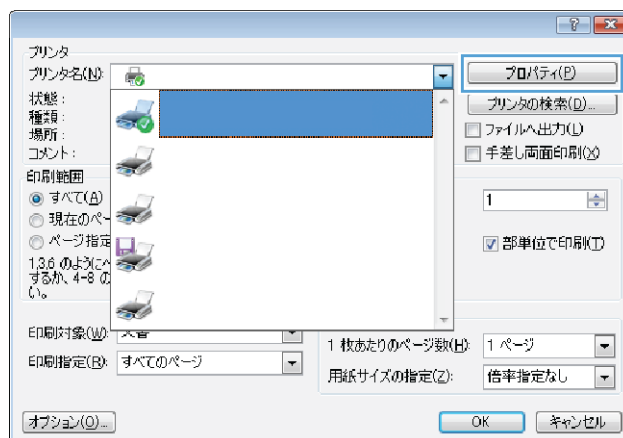 プリンタ
プリンタ名(N):
プロパティ(P)
状態 :
種類 :
場所 :
コメント :
プリンタの検索(D)...
ファイルへ出力(L)
手差し両面印刷(X)
印刷範囲
すべて(A)
現在のペー
ページ指定
1,3,6 のように
するか、4-8 の
い。
1
部単位で印刷(T)
印刷対象(W):
印刷指定(R):
すべてのページ
1 枚あたりのページ数(H):
1 ページ
用紙サイズの指定(Z):
倍率指定なし
オプション(O)...
OK
キャンセル